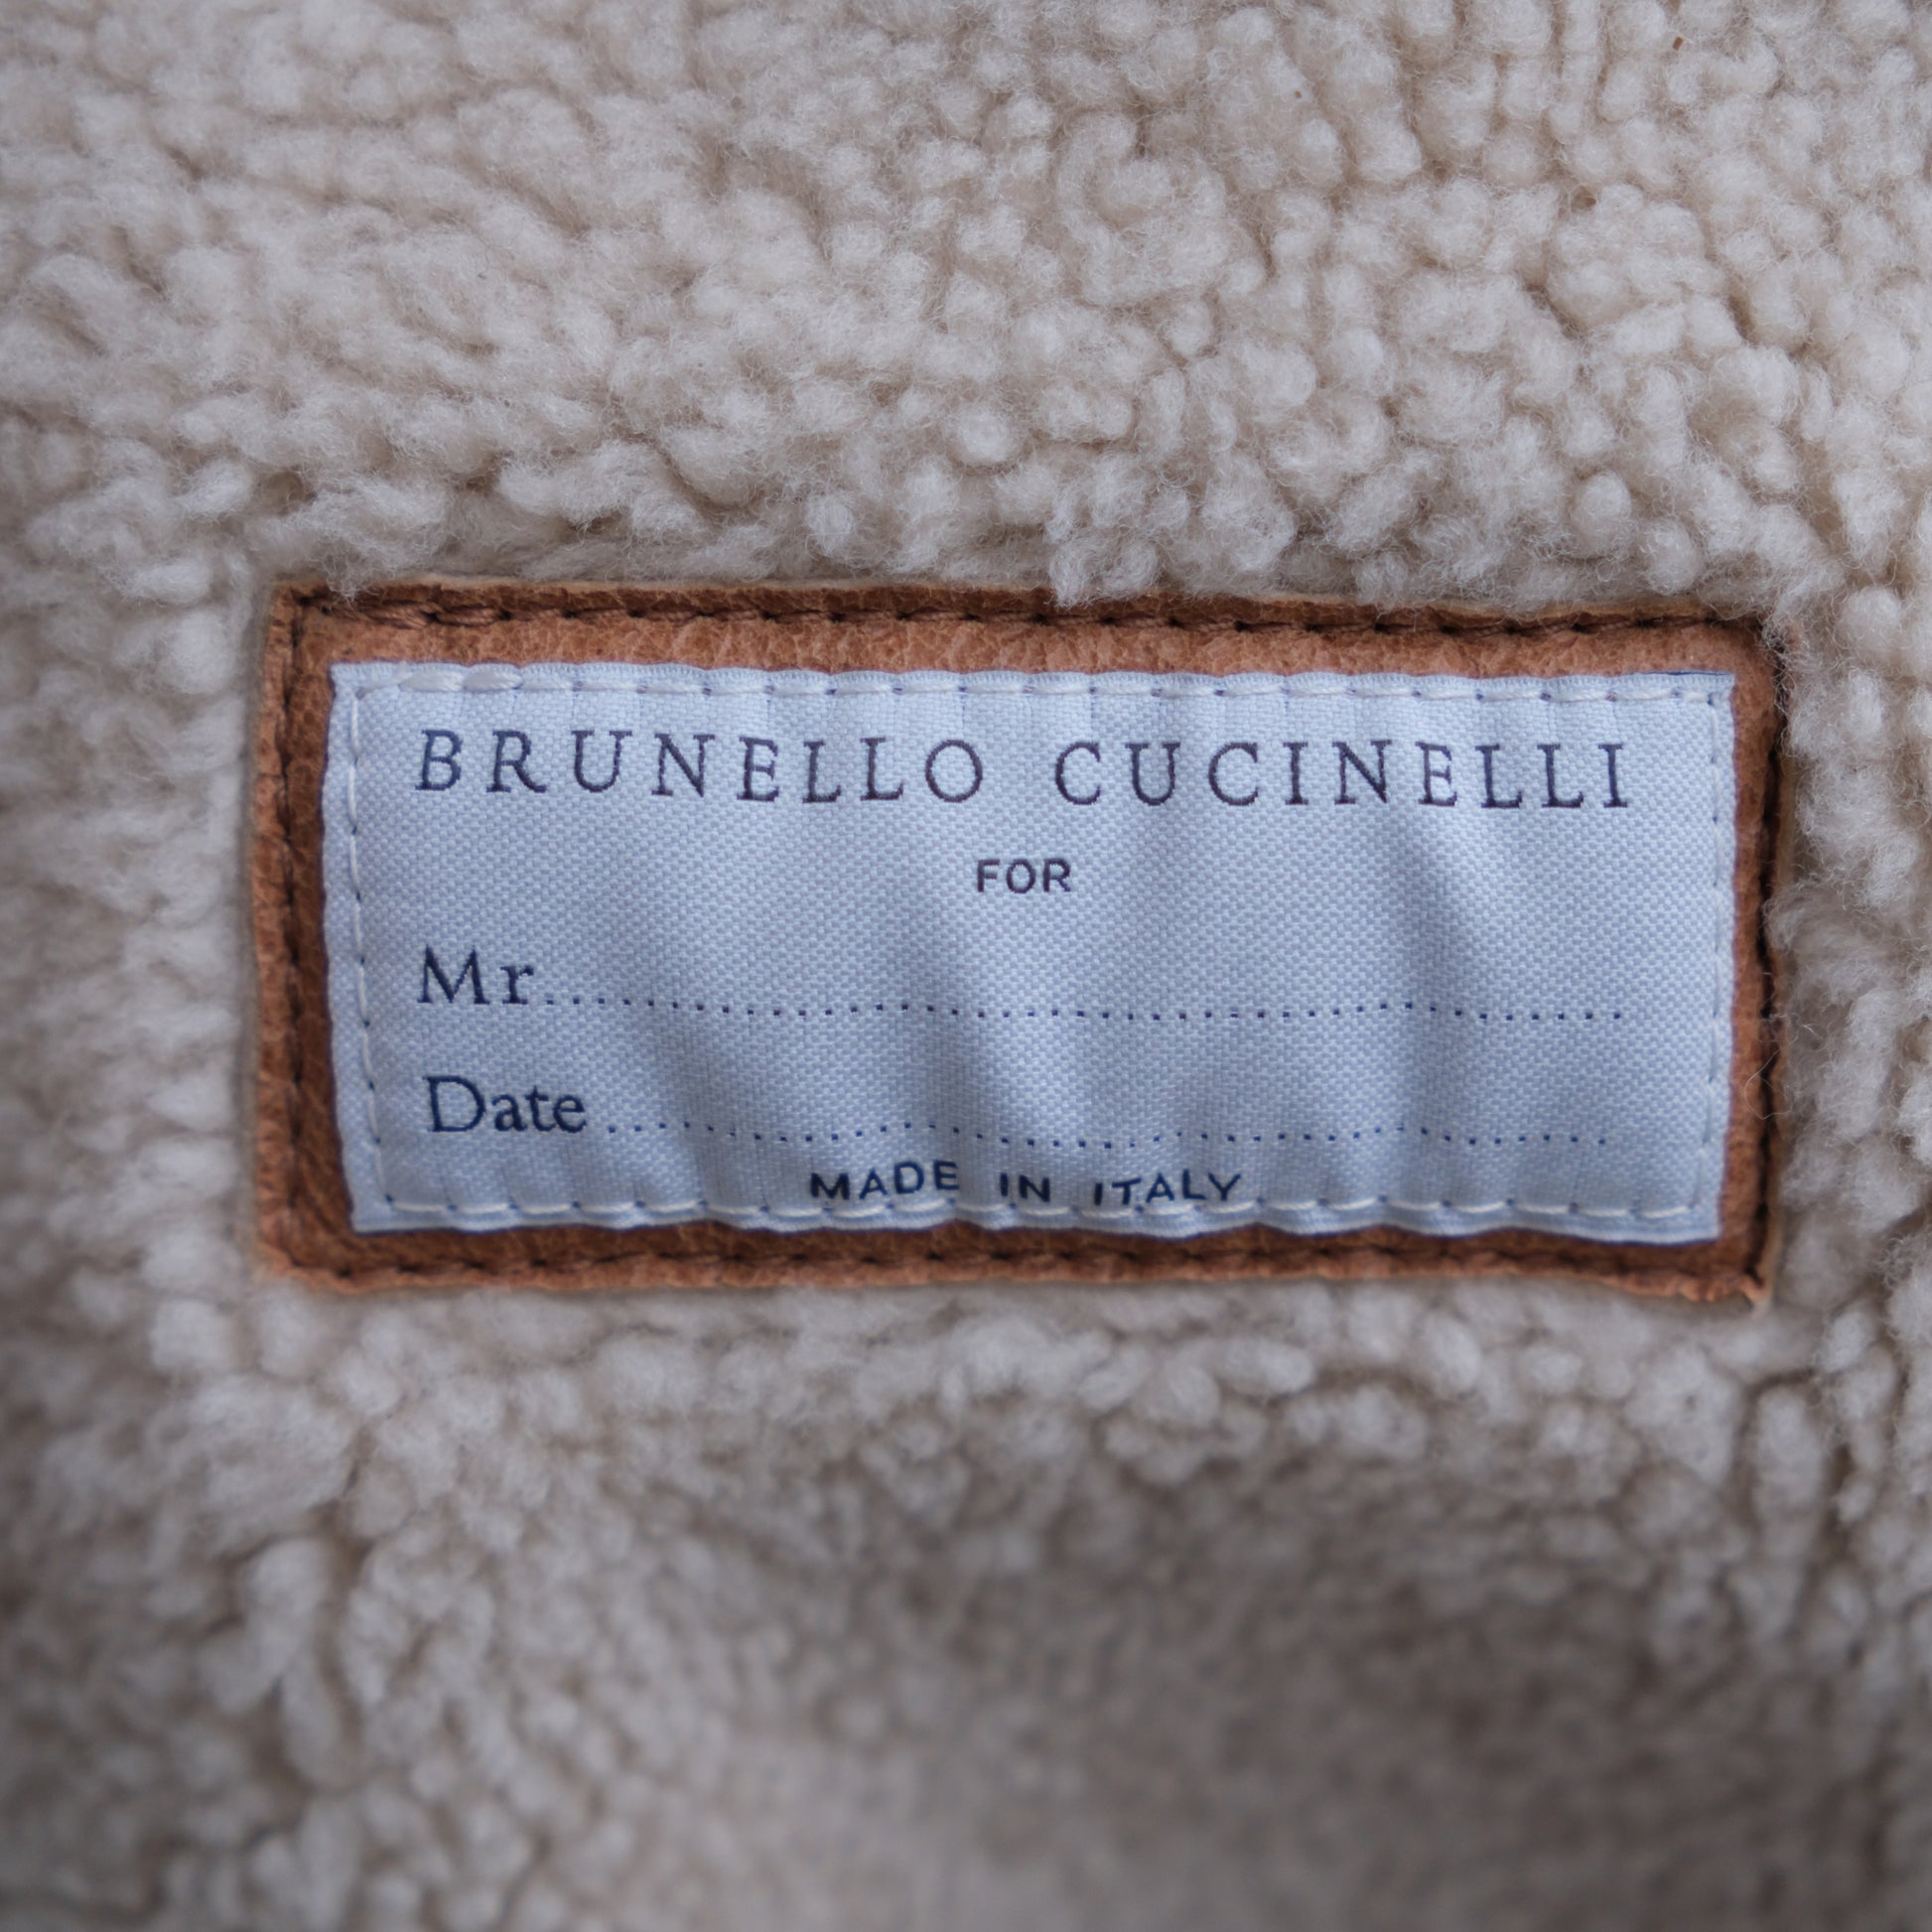 BRUNELLO CUCINELLI
FOR
Mr..............................................
Date........................................
MADE IN ITALY